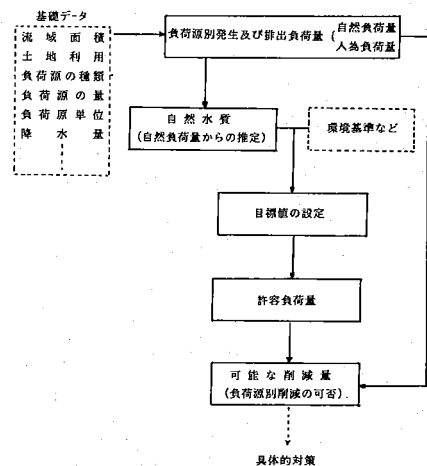 基礎データ
流域面積
土地利用
負荷源の種類
負荷源の量
負荷原単位
降水量
負荷源別発生及び排出負荷量(自然負荷量
人為負荷量
自然水質
(自然負荷量からの推定)
環境基準など
目標値の設定
許容負荷量
可能な削減量
(負荷源別削減の可否)
具体的対策